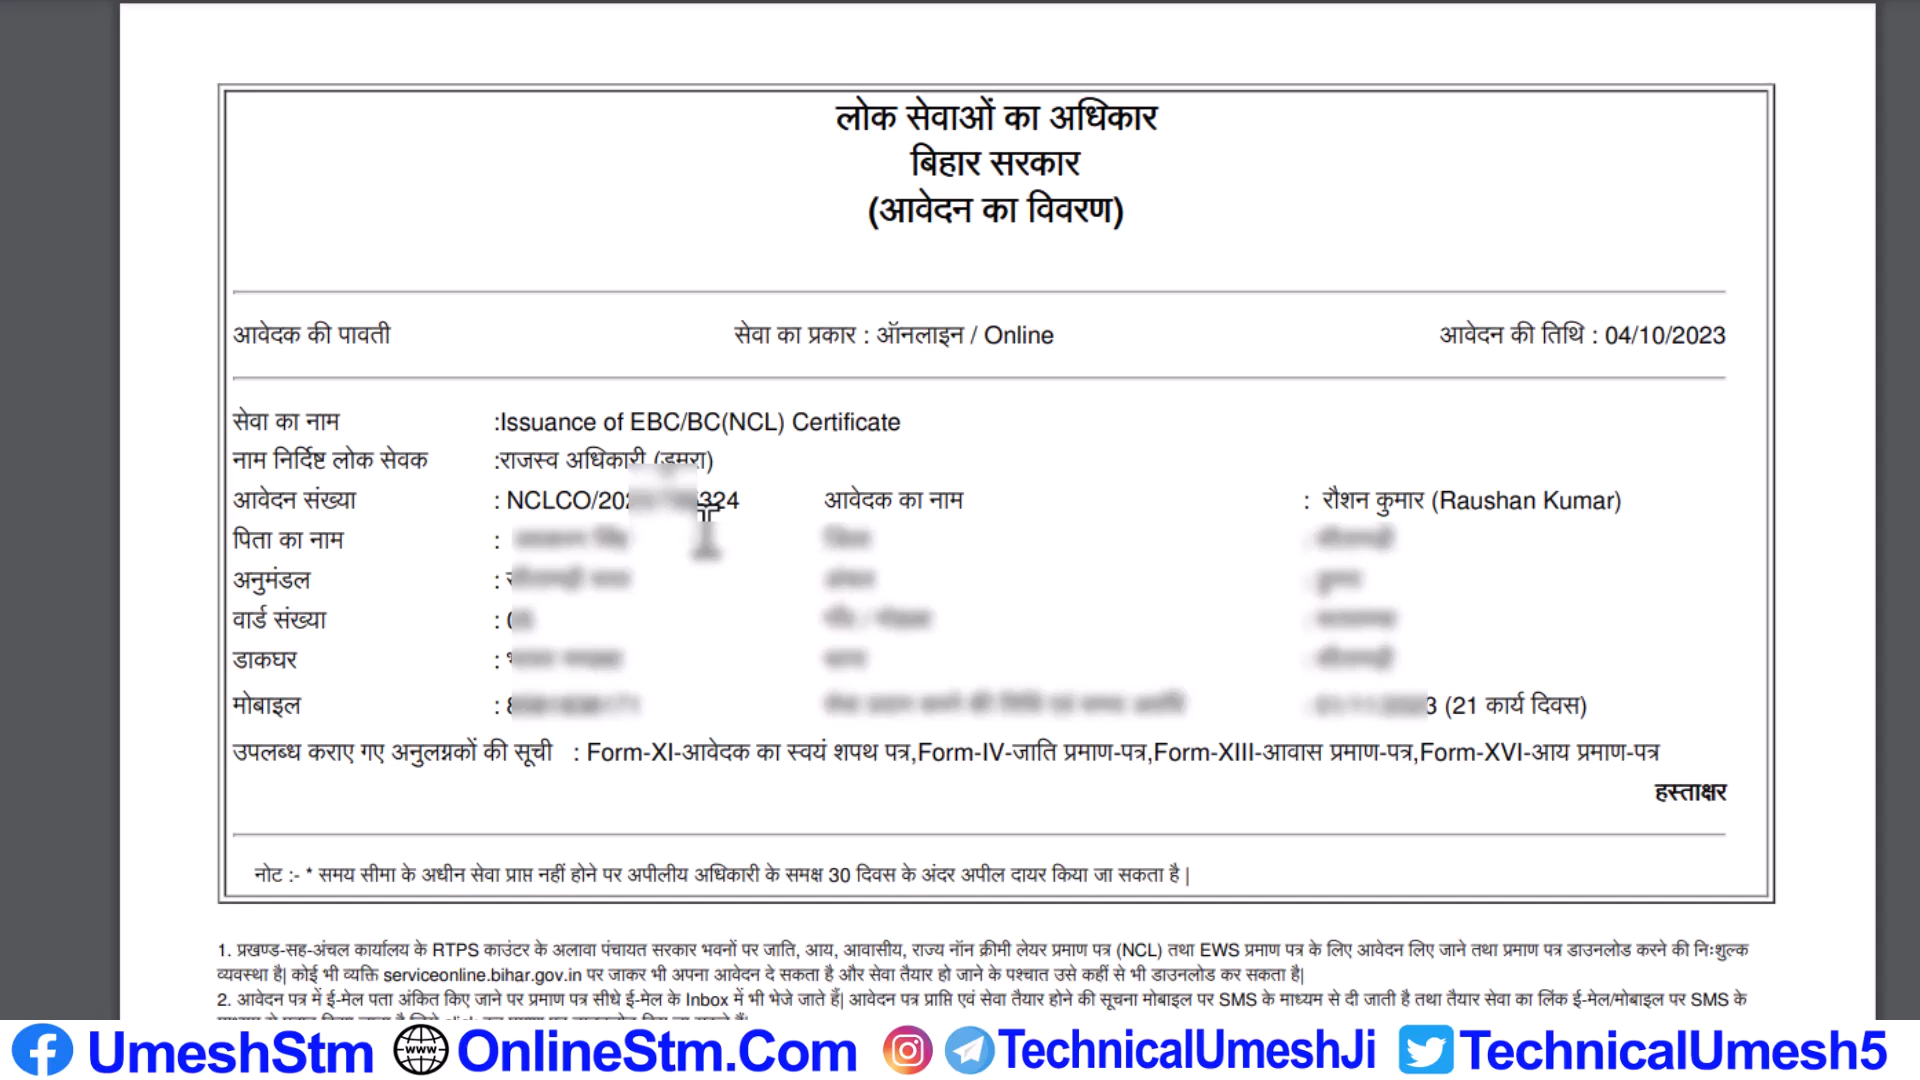 लोक सेवाओं का अधिकार
बिहार सरकार
(आवेदन का विवरण)
आवेदक की पावती सेवा का प्रकार : ऑनलाइन / Online आवेदन की तिथि : 04/10/2023
सेवा का नाम :Issuance of EBC/BC(NCL) Certificate
नाम निर्दिष्ट लोक सेवक :राजस्व अधिकारी (डुमरा)
आवेदन संख्या : NCLCO/202 324 आवेदक का नाम : रौशन कुमार (Raushan Kumar)
पिता का नाम :
अनुमंडल :
वार्ड संख्या : 0
डाकघर :
मोबाइल : 8 3 (21 कार्य दिवस)
उपलब्ध कराए गए अनुलग्नकों की सूची : Form-XI-आवेदक का स्वयं शपथ पत्र,Form-IV-जाति प्रमाण-पत्र,Form-XIII-आवास प्रमाण-पत्र,Form-XVI-आय प्रमाण-पत्र
हस्ताक्षर
नोट :- * समय सीमा के अधीन सेवा प्राप्त नहीं होने पर अपीलीय अधिकारी के समक्ष 30 दिवस के अंदर अपील दायर किया जा सकता है |
1. प्रखण्ड-सह-अंचल कार्यालय के RTPS काउंटर के अलावा पंचायत सरकार भवनों पर जाति, आय, आवासीय, राज्य नॉन क्रीमी लेयर प्रमाण पत्र (NCL) तथा EWS प्रमाण पत्र के लिए आवेदन लिए जाने तथा प्रमाण पत्र डाउनलोड करने की निःशुल्क
व्यवस्था है| कोई भी व्यक्ति serviceonline.bihar.gov.in पर जाकर भी अपना आवेदन दे सकता है और सेवा तैयार हो जाने के पश्चात उसे कहीं से भी डाउनलोड कर सकता है|
2. आवेदन पत्र में ई-मेल पता अंकित किए जाने पर प्रमाण पत्र सीधे ई-मेल के Inbox में भी भेजे जाते हैं| आवेदन पत्र प्राप्ति एवं सेवा तैयार होने की सूचना मोबाइल पर SMS के माध्यम से दी जाती है तथा तैयार सेवा का लिंक ई-मेल/मोबाइल पर SMS के
UmeshStm www OnlineStm.Com TechnicalUmeshJi TechnicalUmesh5